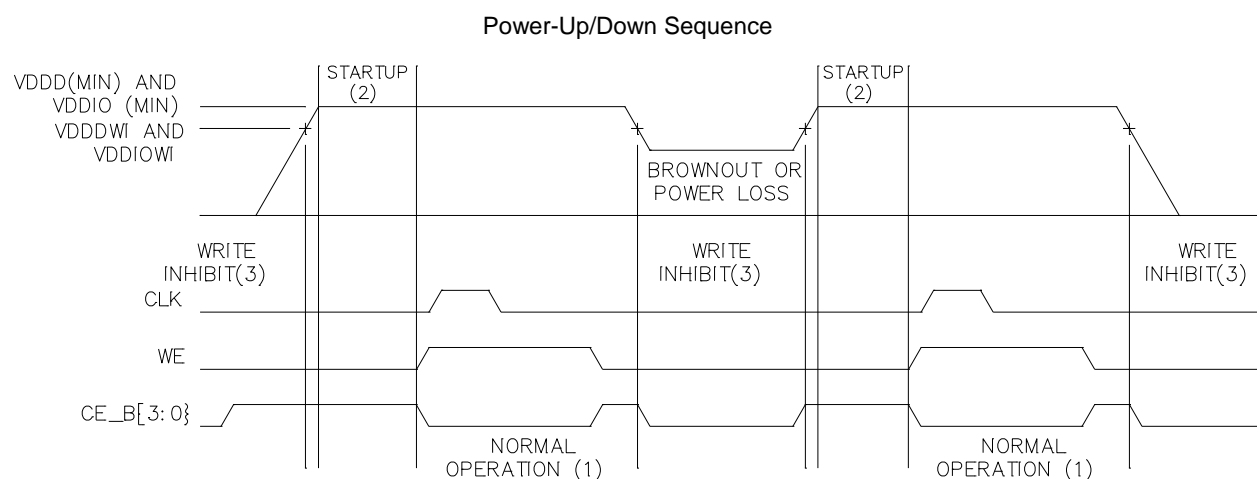 Power-Up/Down Sequence
STARTUP
(2)
STARTUP
(2)
VDDD(MIN) AND
VDDIO (MIN)
VDDDWI AND
VDDIOWI
BROWNOUT OR
POWER LOSS
WRITE
INHIBIT(3)
WRITE
INHIBIT(3)
WRITE
INHIBIT(3)
CLK
WE
CE_B[3:0}
NORMAL
OPERATION (1)
NORMAL
OPERATION (1)